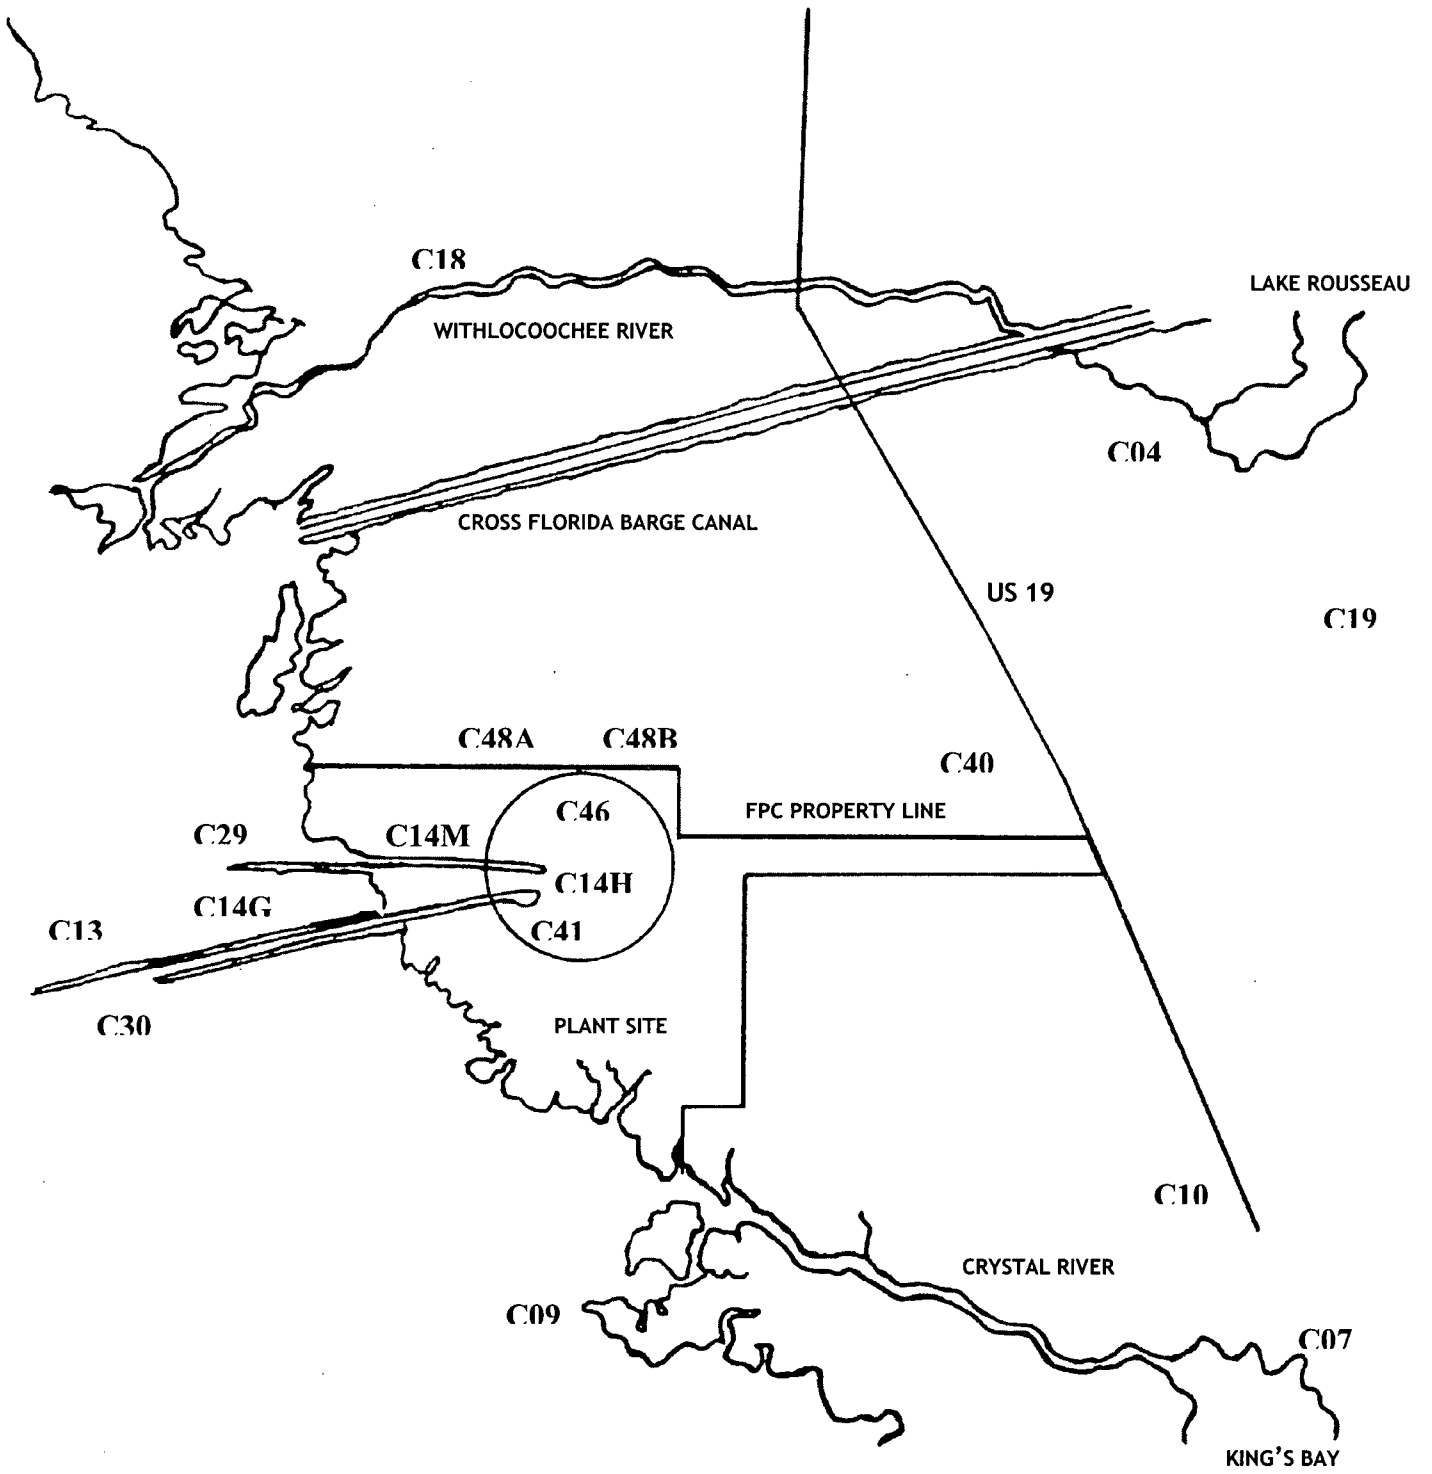 C18
LAKE ROUSSEAU
WITHLOCOOCHEE RIVER
C04
CROSS FLORIDA BARGE CANAL
US 19
C19
C48A
C48B
C40
C46
FPC PROPERTY LINE
C29
C14M
C14H
C14G
C13
C41
C30
PLANT SITE
C10
CRYSTAL RIVER
C09
C07
KING'S BAY